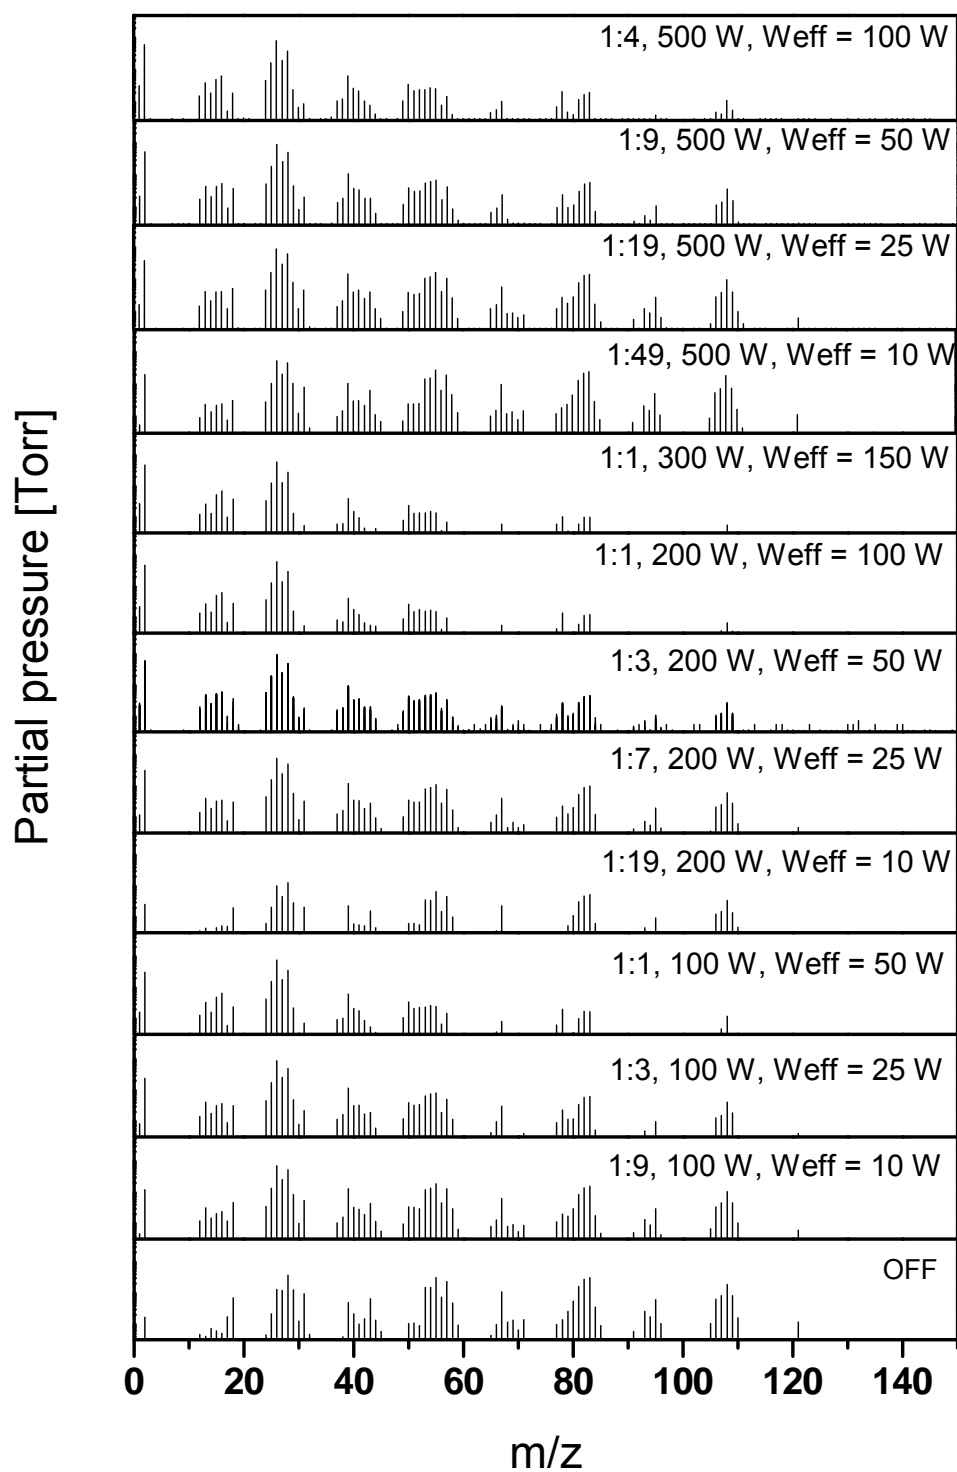 1:4, 500 W, Weff = 100 W
1:9, 500 W, Weff = 50 W
1:19, 500 W, Weff = 25 W
1:49, 500 W, Weff = 10 W
1:1, 300 W, Weff = 150 W
1:1, 200 W, Weff = 100 W
1:3, 200 W, Weff = 50 W
1:7, 200 W, Weff = 25 W
1:19, 200 W, Weff = 10 W
1:1, 100 W, Weff = 50 W
1:3, 100 W, Weff = 25 W
1:9, 100 W, Weff = 10 W
OFF
Partial pressure [Torr]
0 20 40 60 80 100 120 140
m/z